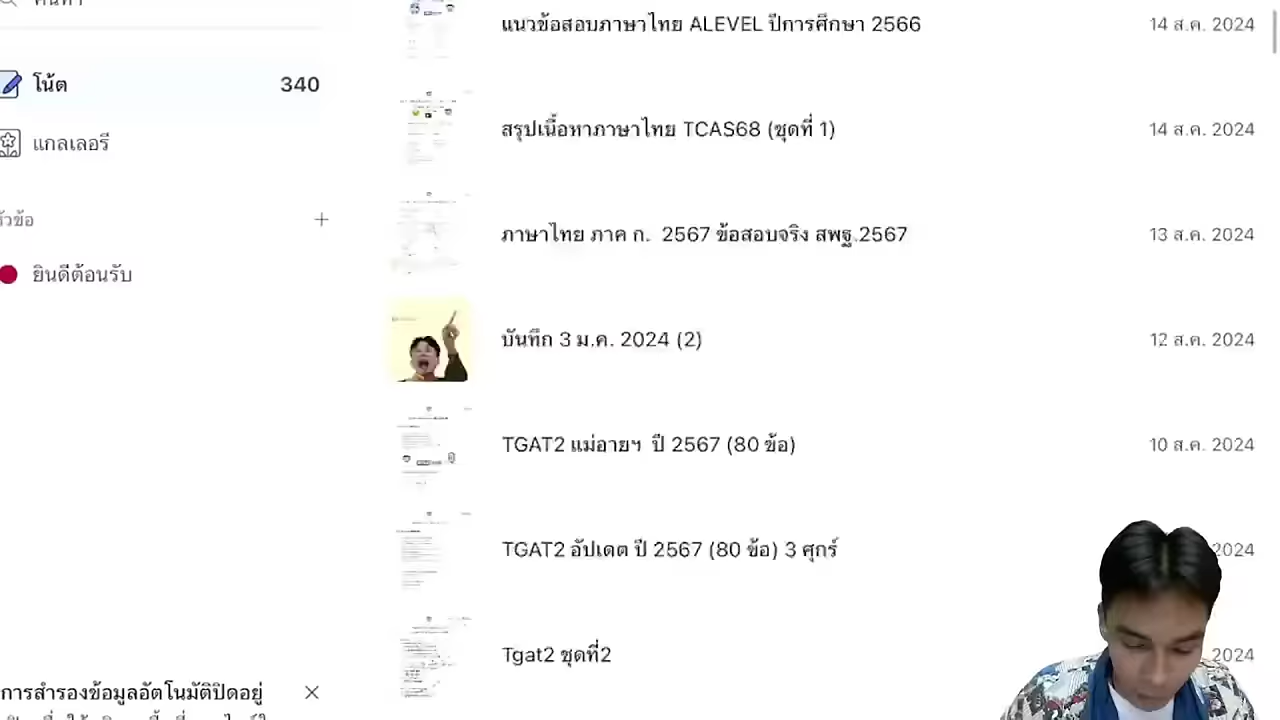 ค้นหา
โน้ต 340
แกลเลอรี
หัวข้อ +
ยินดีต้อนรับ
การสำรองข้อมูลอัตโนมัติปิดอยู่
แนวข้อสอบภาษาไทย ALEVEL ปีการศึกษา 2566 14 ส.ค. 2024
สรุปเนื้อหาภาษาไทย TCAS68 (ชุดที่ 1) 14 ส.ค. 2024
ภาษาไทย ภาค ก. 2567 ข้อสอบจริง สพฐ.2567 13 ส.ค. 2024
บันทึก 3 ม.ค. 2024 (2) 12 ส.ค. 2024
TGAT2 แม่อายฯ ปี 2567 (80 ข้อ) 10 ส.ค. 2024
TGAT2 อัปเดต ปี 2567 (80 ข้อ) 3 ศุกร์ 2024
Tgat2 ชุดที่2 2024